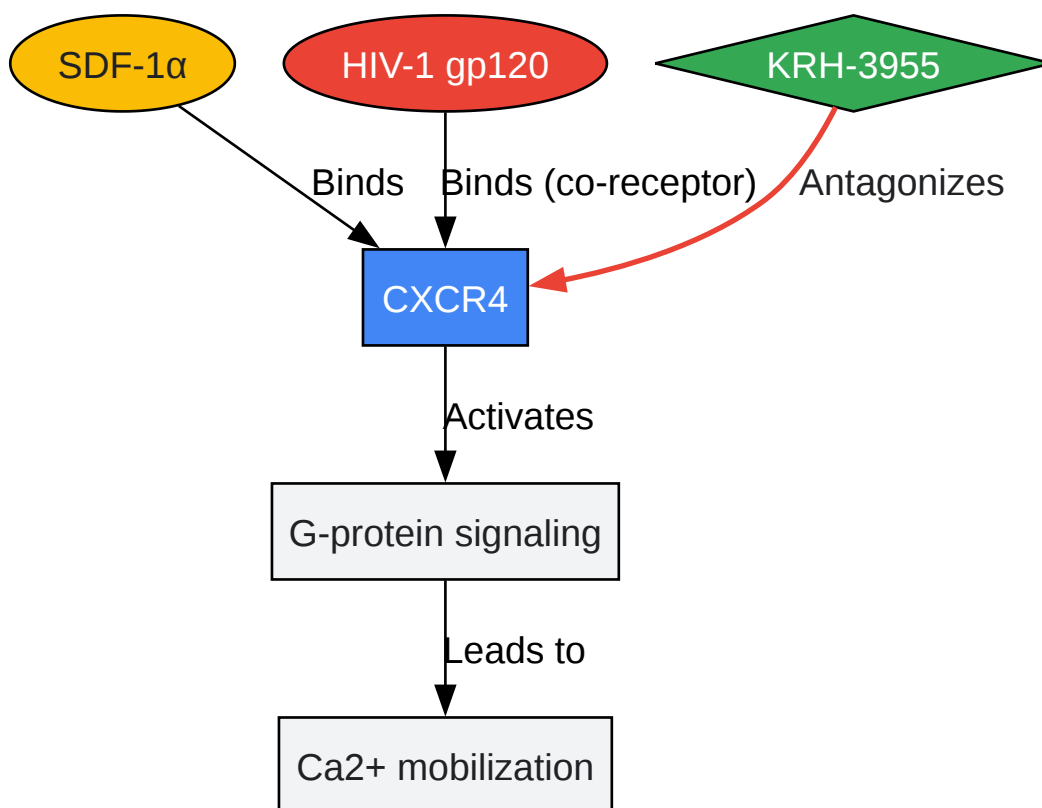 SDF-1α
HIV-1 gp120
KRH-3955
Binds
Binds (co-receptor)
Antagonizes
CXCR4
Activates
G-protein signaling
Leads to
Ca2+ mobilization